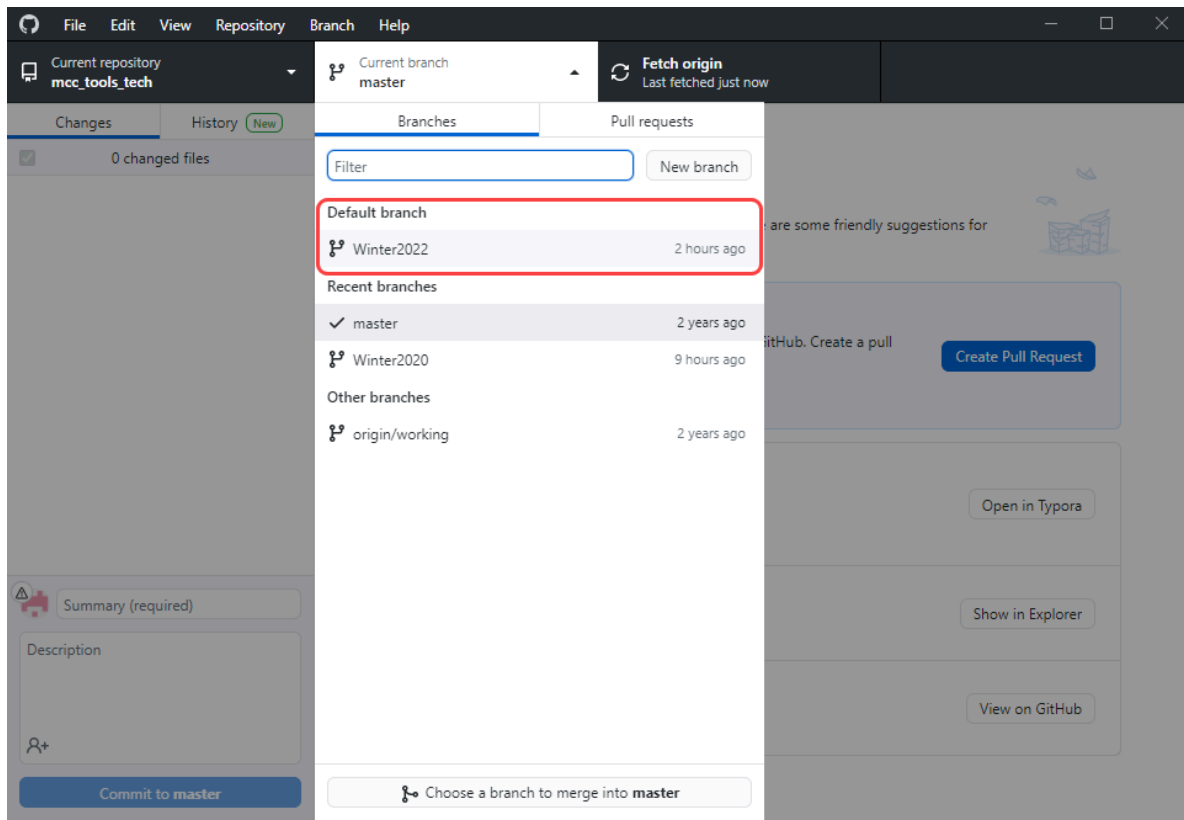 File Edit View Repository Branch Help
Current repository
mcc_tools_tech
Current branch
master
Fetch origin
Last fetched just now
Changes
History New
0 changed files
Branches
Pull requests
Filter
New branch
Default branch
Winter2022 2 hours ago
Recent branches
master 2 years ago
Winter2020 9 hours ago
Other branches
origin/working 2 years ago
Choose a branch to merge into master
are some friendly suggestions for
GitHub. Create a pull
Create Pull Request
Open in Typora
Show in Explorer
View on GitHub
Summary (required)
Description
Commit to master